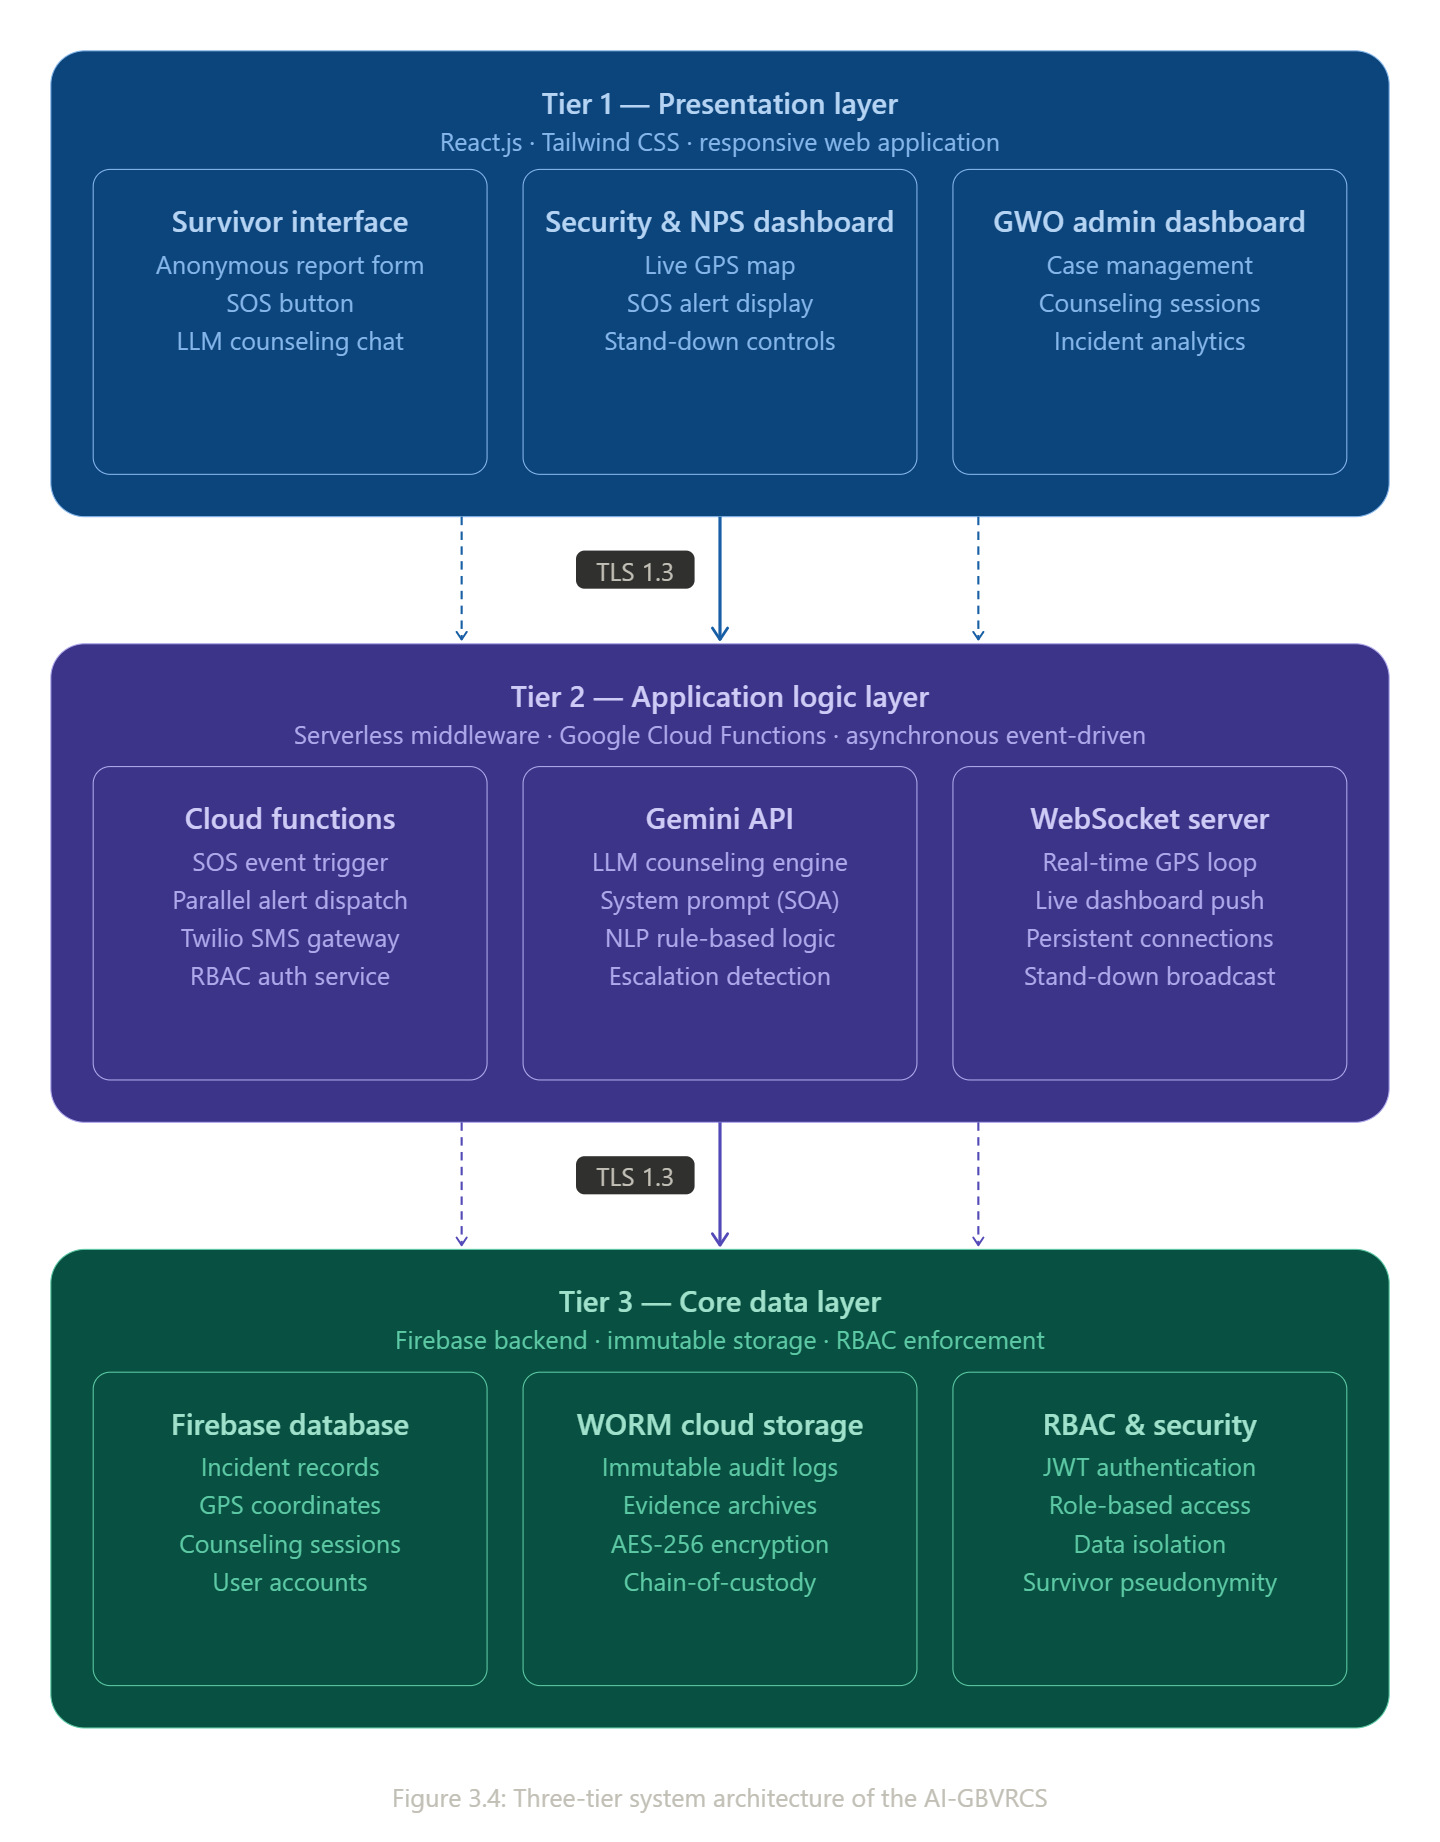 Tier 1 — Presentation layer
React.js · Tailwind CSS · responsive web application
Survivor interface
Anonymous report form
SOS button
LLM counseling chat
Security & NPS dashboard
Live GPS map
SOS alert display
Stand-down controls
GWO admin dashboard
Case management
Counseling sessions
Incident analytics
TLS 1.3
Tier 2 — Application logic layer
Serverless middleware · Google Cloud Functions · asynchronous event-driven
Cloud functions
SOS event trigger
Parallel alert dispatch
Twilio SMS gateway
RBAC auth service
Gemini API
LLM counseling engine
System prompt (SOA)
NLP rule-based logic
Escalation detection
WebSocket server
Real-time GPS loop
Live dashboard push
Persistent connections
Stand-down broadcast
TLS 1.3
Tier 3 — Core data layer
Firebase backend · immutable storage · RBAC enforcement
Firebase database
Incident records
GPS coordinates
Counseling sessions
User accounts
WORM cloud storage
Immutable audit logs
Evidence archives
AES-256 encryption
Chain-of-custody
RBAC & security
JWT authentication
Role-based access
Data isolation
Survivor pseudonymity
Figure 3.4: Three-tier system architecture of the AI-GBVRCS